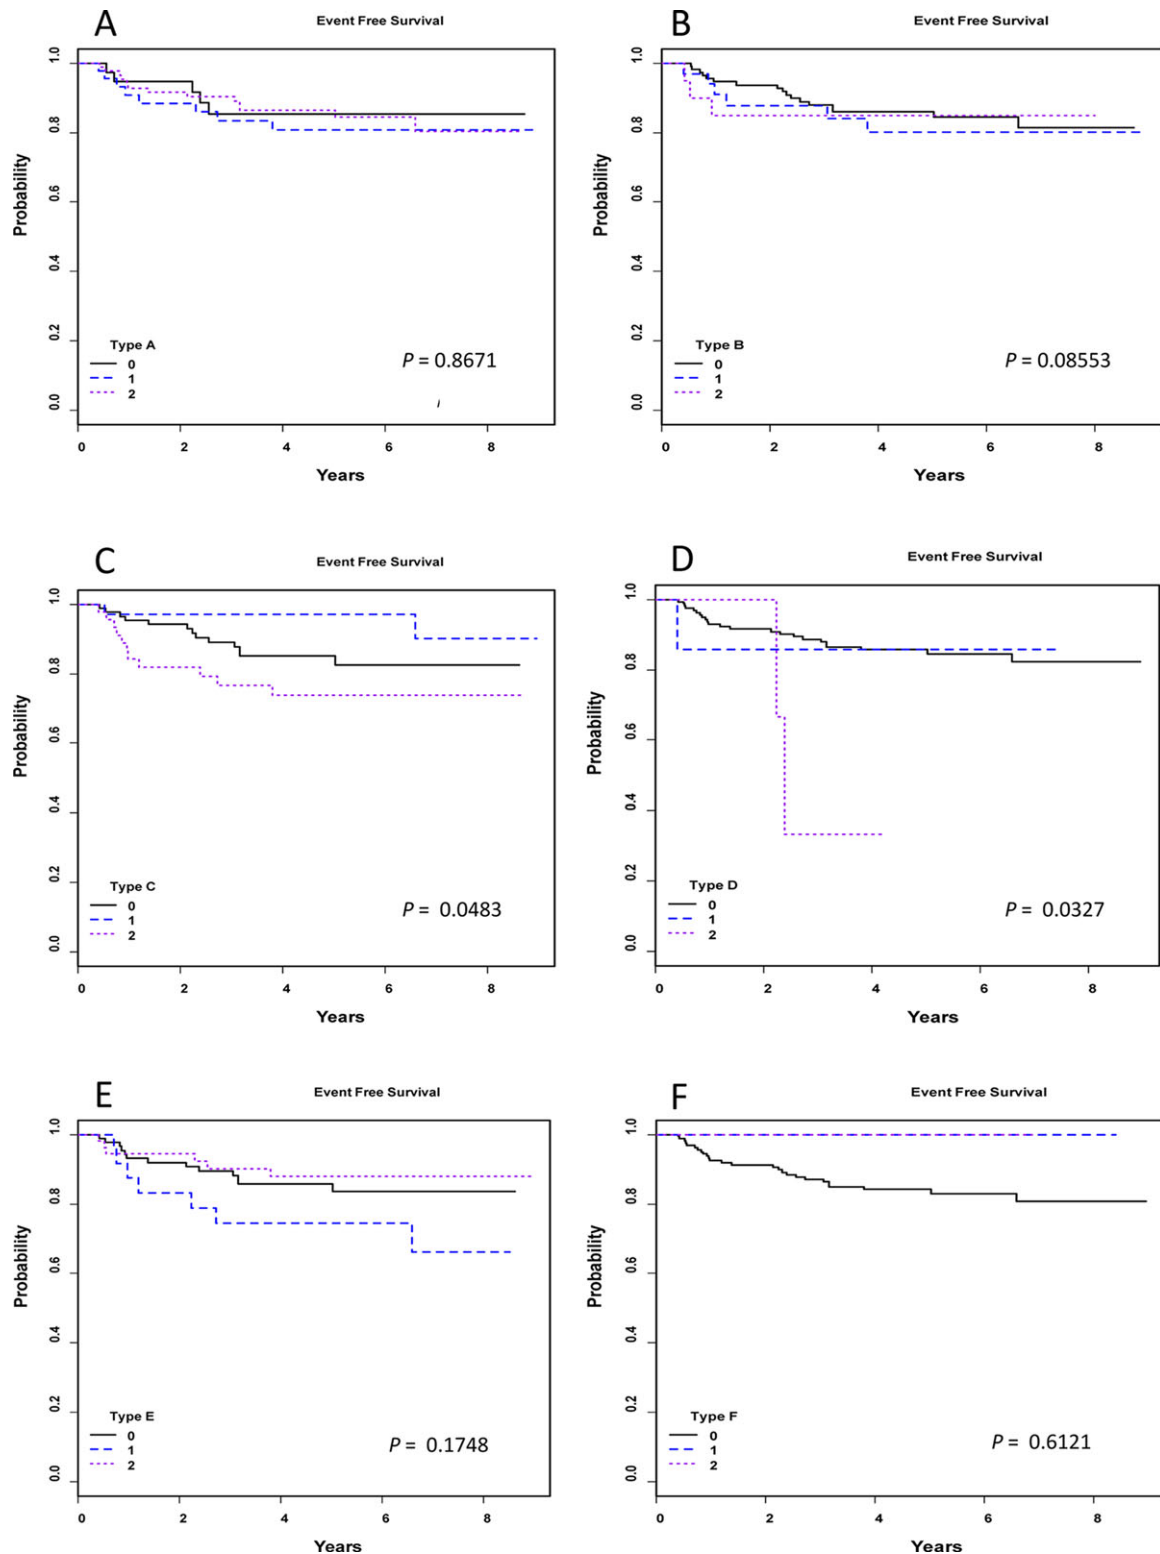 A
Event Free Survival
Probability
1.0
0.8
0.6
0.4
0.2
0.0
Type A
0
1
2
P = 0.8671
0 2 4 6 8
Years
B
Event Free Survival
Probability
1.0
0.8
0.6
0.4
0.2
0.0
Type B
0
1
2
P = 0.08553
0 2 4 6 8
Years
C
Event Free Survival
Probability
1.0
0.8
0.6
0.4
0.2
0.0
Type C
0
1
2
P = 0.0483
0 2 4 6 8
Years
D
Event Free Survival
Probability
1.0
0.8
0.6
0.4
0.2
0.0
Type D
0
1
2
P = 0.0327
0 2 4 6 8
Years
E
Event Free Survival
Probability
1.0
0.8
0.6
0.4
0.2
0.0
Type E
0
1
2
P = 0.1748
0 2 4 6 8
Years
F
Event Free Survival
Probability
1.0
0.8
0.6
0.4
0.2
0.0
Type F
0
1
2
P = 0.6121
0 2 4 6 8
Years